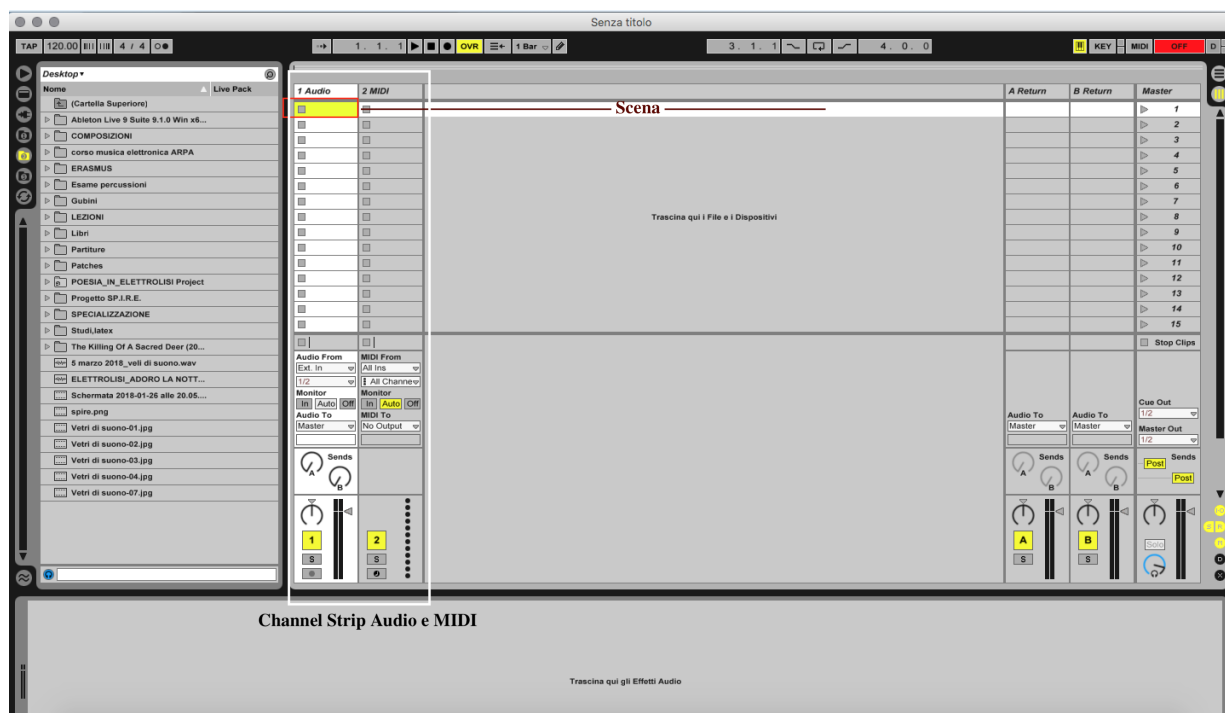 Senza titolo
TAP 120.00 4 / 4 1. 1. 1 OVR 1 Bar 3. 1. 1 4. 0. 0 KEY MIDI OFF D
Desktop
Nome Live Pack
(Cartella Superiore)
Ableton Live 9 Suite 9.1.0 Win x6...
COMPOSIZIONI
corso musica elettronica ARPA
ERASMUS
Esame percussioni
Gubini
LEZIONI
Libri
Partiture
Patches
POESIA_IN_ELETTROLISI Project
Progetto SP.I.R.E.
SPECIALIZZAZIONE
Studi,latex
The Killing Of A Sacred Deer (20...
5 marzo 2018_veli di suono.wav
ELETTROLISI_ADORO LA NOTT...
Schermata 2018-01-26 alle 20.05....
spire.png
Vetri di suono-01.jpg
Vetri di suono-02.jpg
Vetri di suono-03.jpg
Vetri di suono-04.jpg
Vetri di suono-07.jpg
1 Audio 2 MIDI A Return B Return Master
Scena 1
2
3
4
5
6
7
Trascina qui i File e i Dispositivi 8
9
10
11
12
13
14
15
Stop Clips
Audio From MIDI From
Ext. In All Ins
1/2 All Channe
Monitor Monitor
In Auto Off In Auto Off
Cue Out
Audio To MIDI To Audio To Audio To 1/2
Master No Output Master Master Master Out
1/2
Sends Sends Sends Sends
A A A Post
B B B Post
1 2 A B
S S S S Solo
Channel Strip Audio e MIDI
Trascina qui gli Effetti Audio